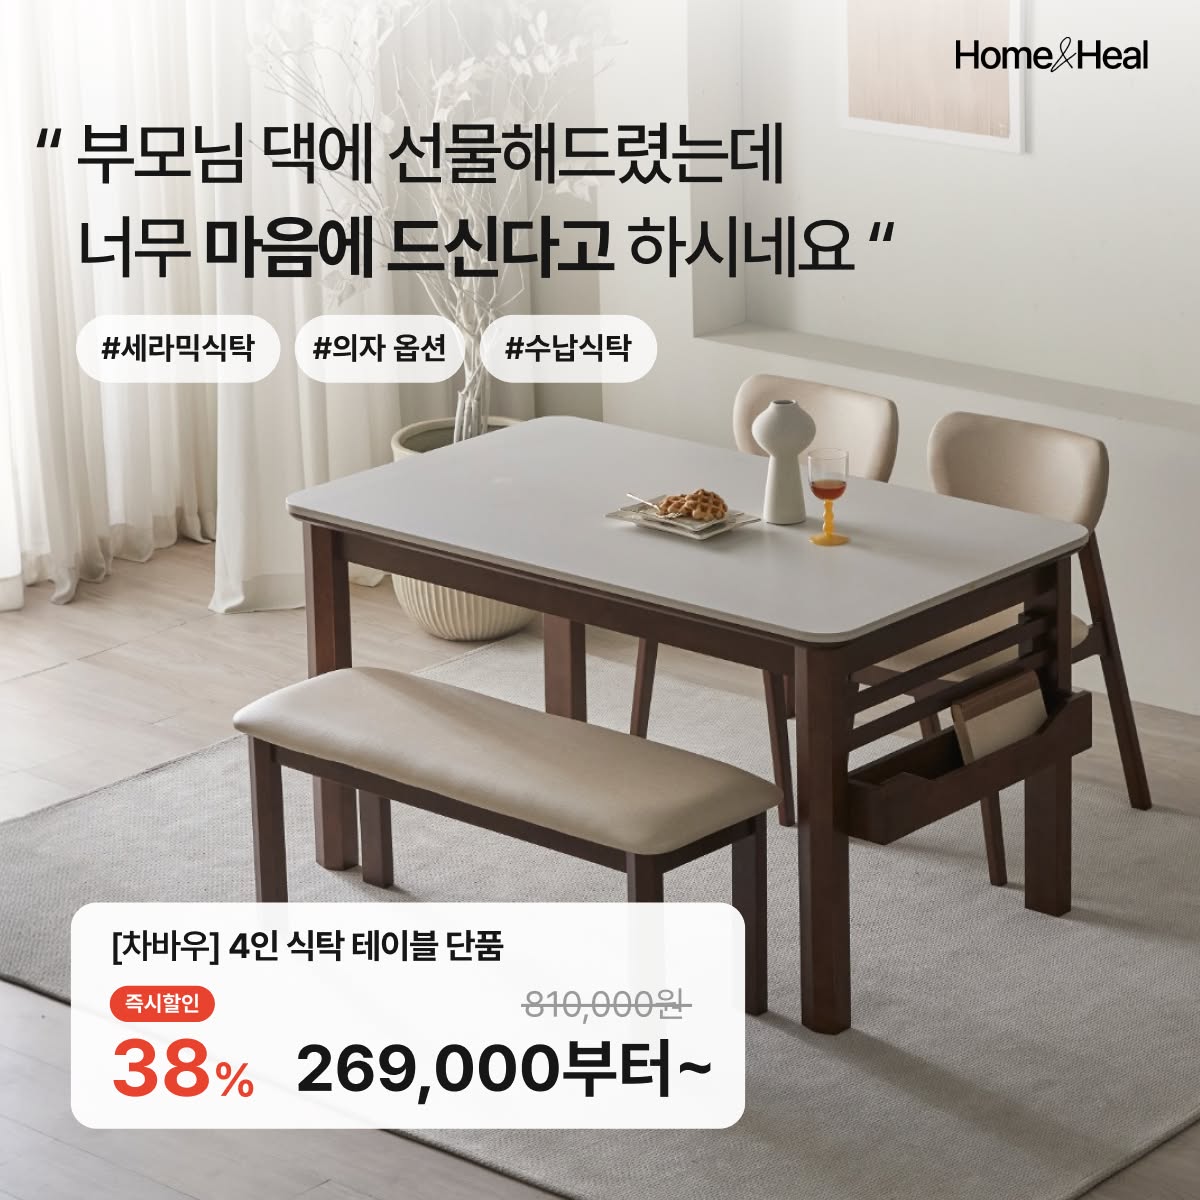 Home&Heal
“ 부모님 댁에 선물해드렸는데
너무 마음에 드신다고 하시네요 “
#세라믹식탁 #의자 옵션 #수납식탁
[차바우] 4인 식탁 테이블 단품
즉시할인 810,000원
38% 269,000부터~